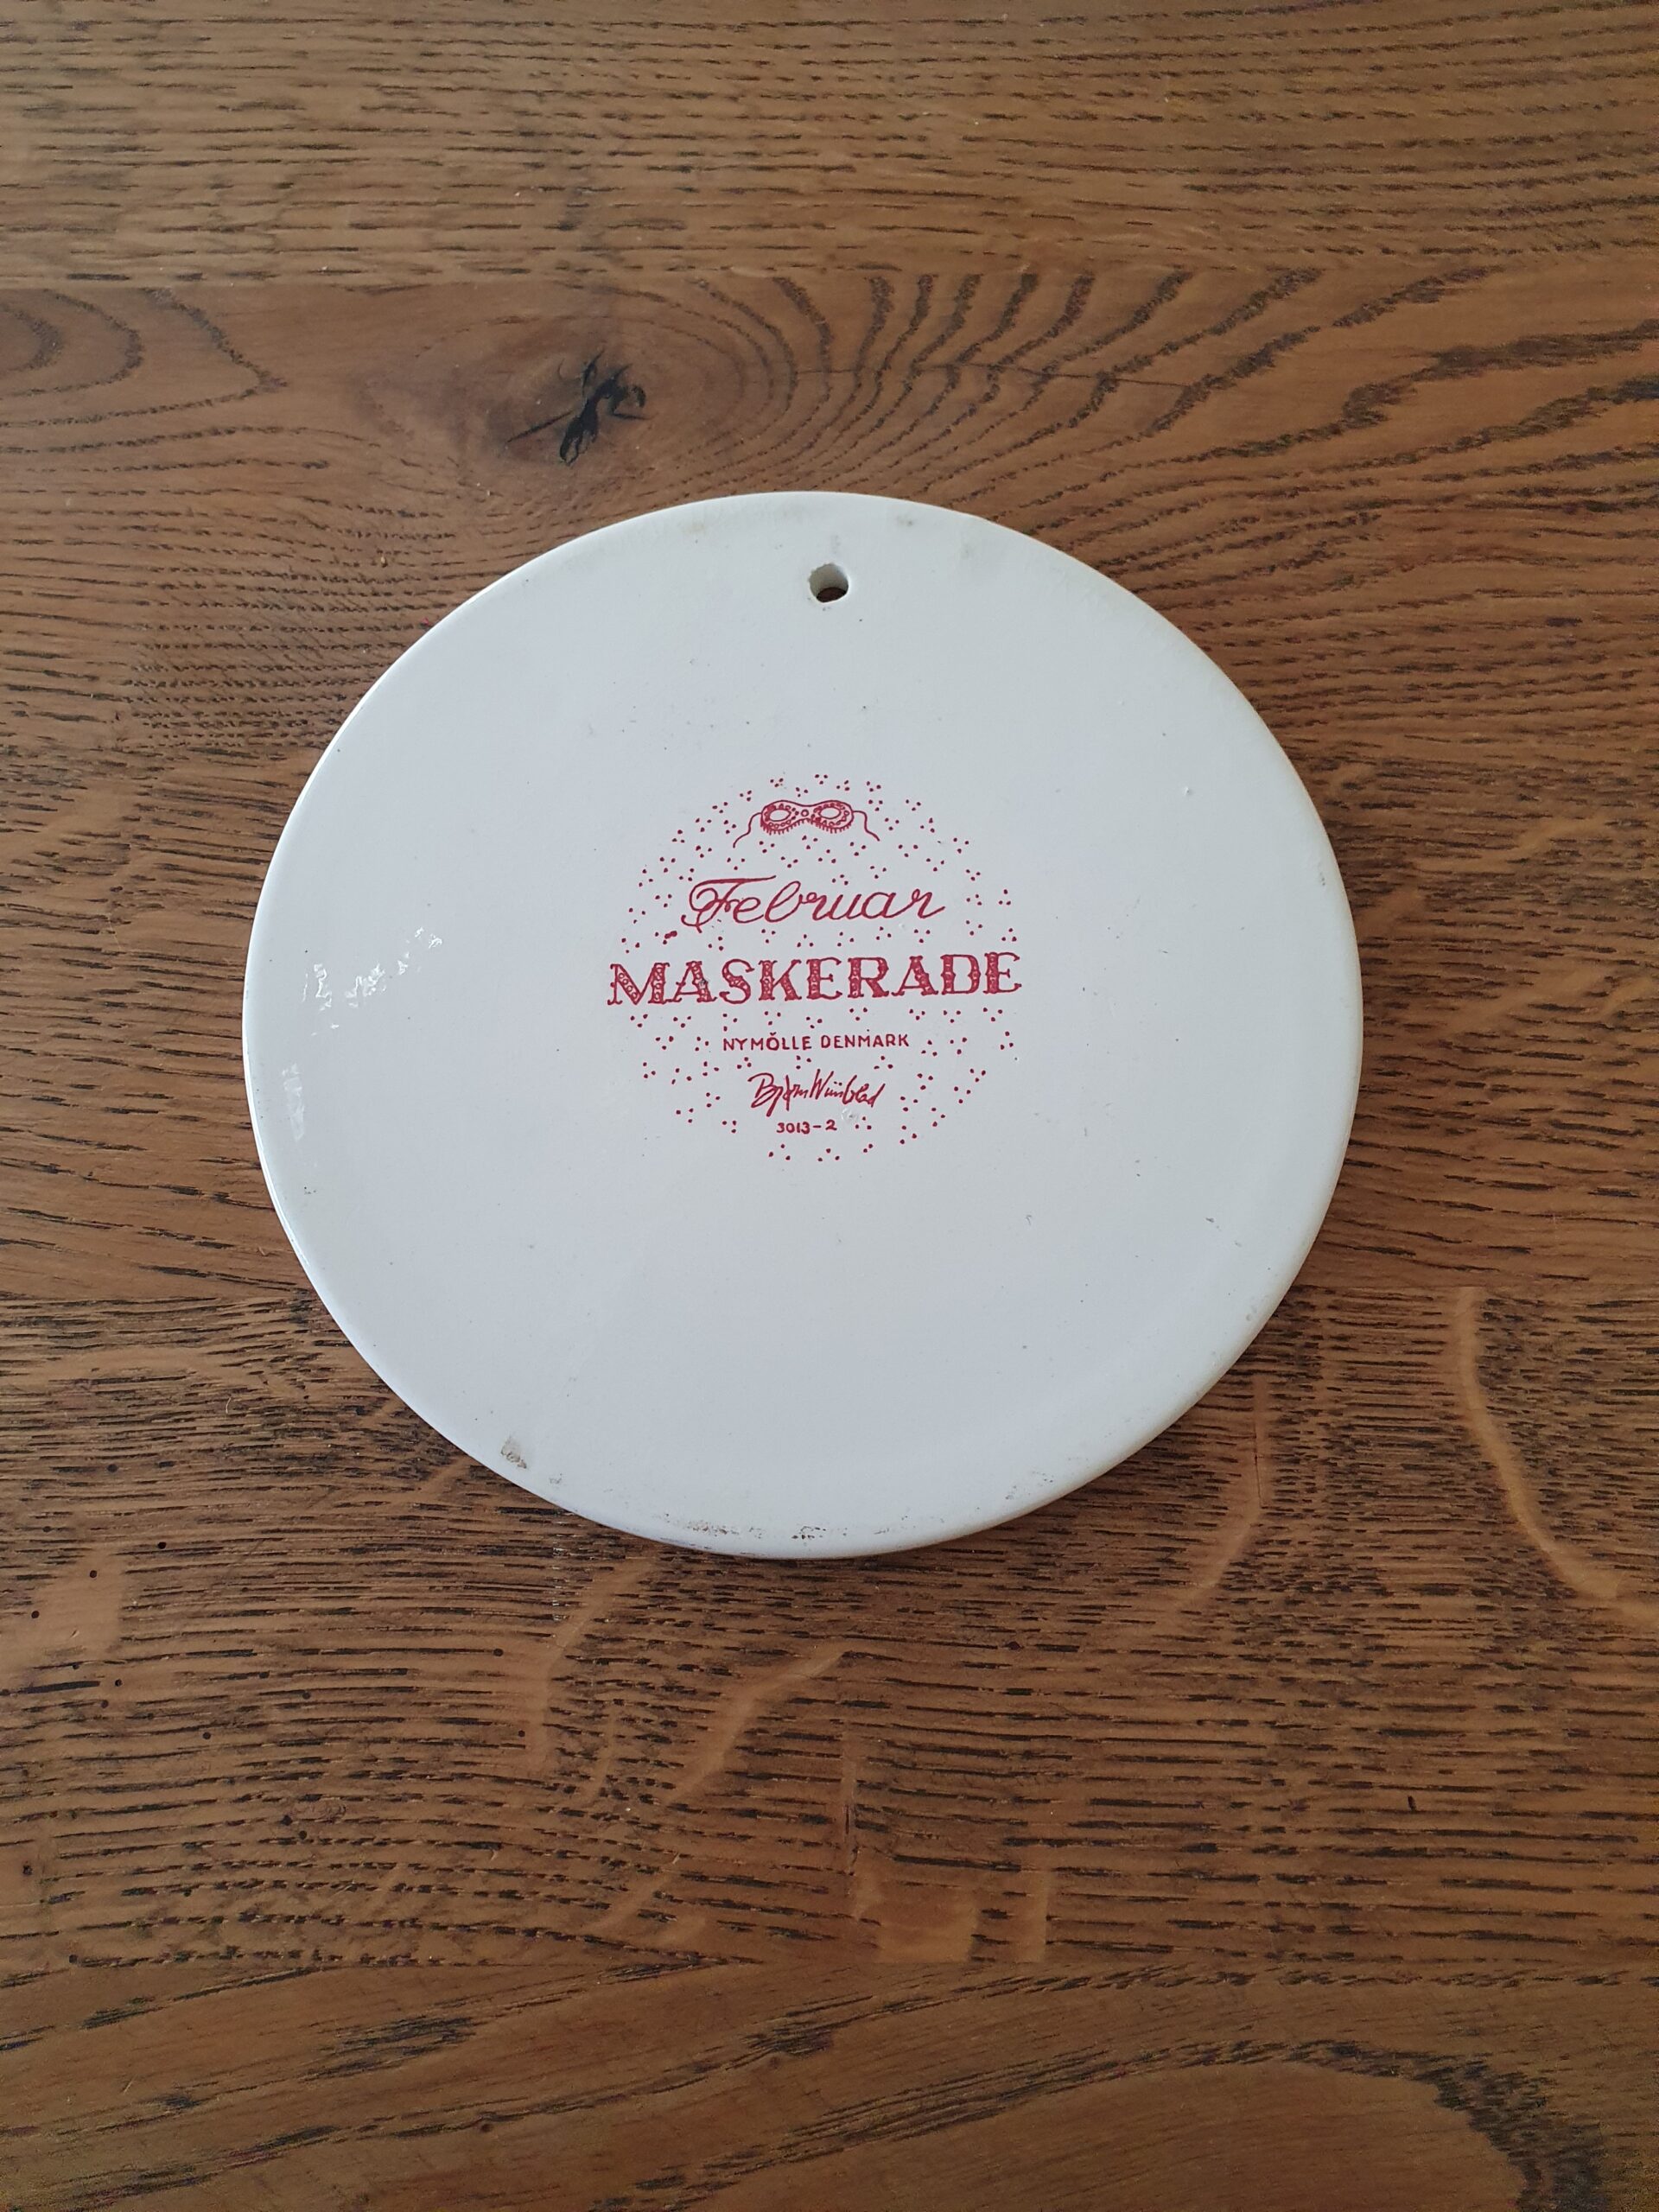 Februar
MASKERADE
NYMÖLLE DENMARK
Bjørn Wiinblad
3013-2